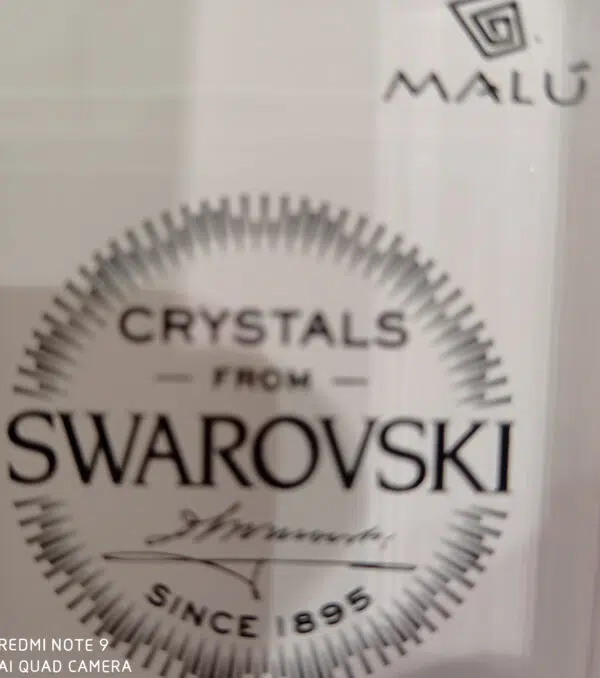 MALÚ
CRYSTALS
— FROM —
SWAROVSKI
SINCE 1895
REDMI NOTE 9
AI QUAD CAMERA